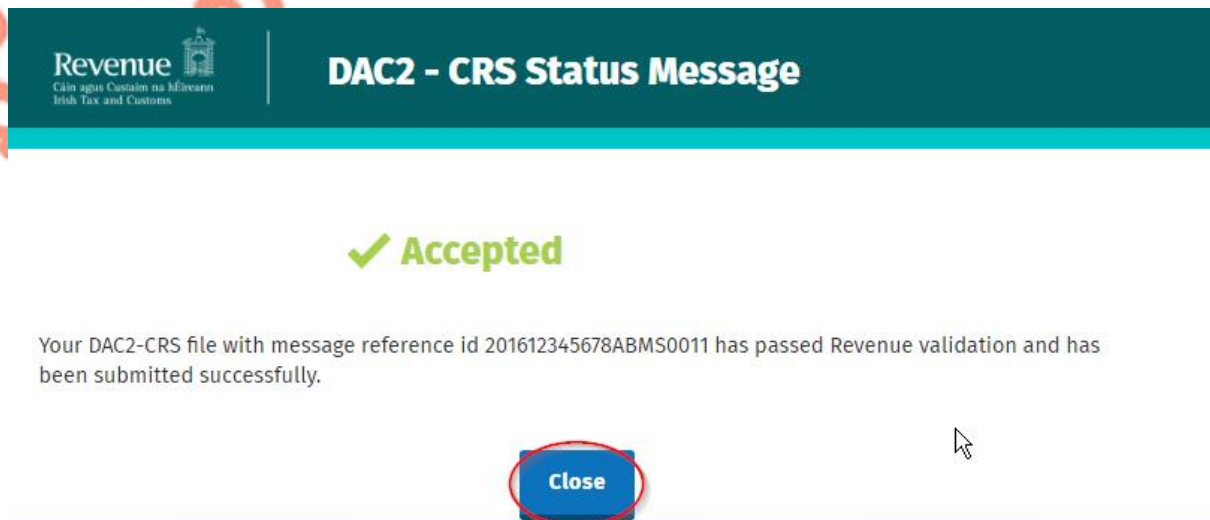 Revenue
Cáin agus Custaim na hÉireann
Irish Tax and Customs
DAC2 - CRS Status Message
Accepted
Your DAC2-CRS file with message reference id 201612345678ABMS0011 has passed Revenue validation and has
been submitted successfully.
Close